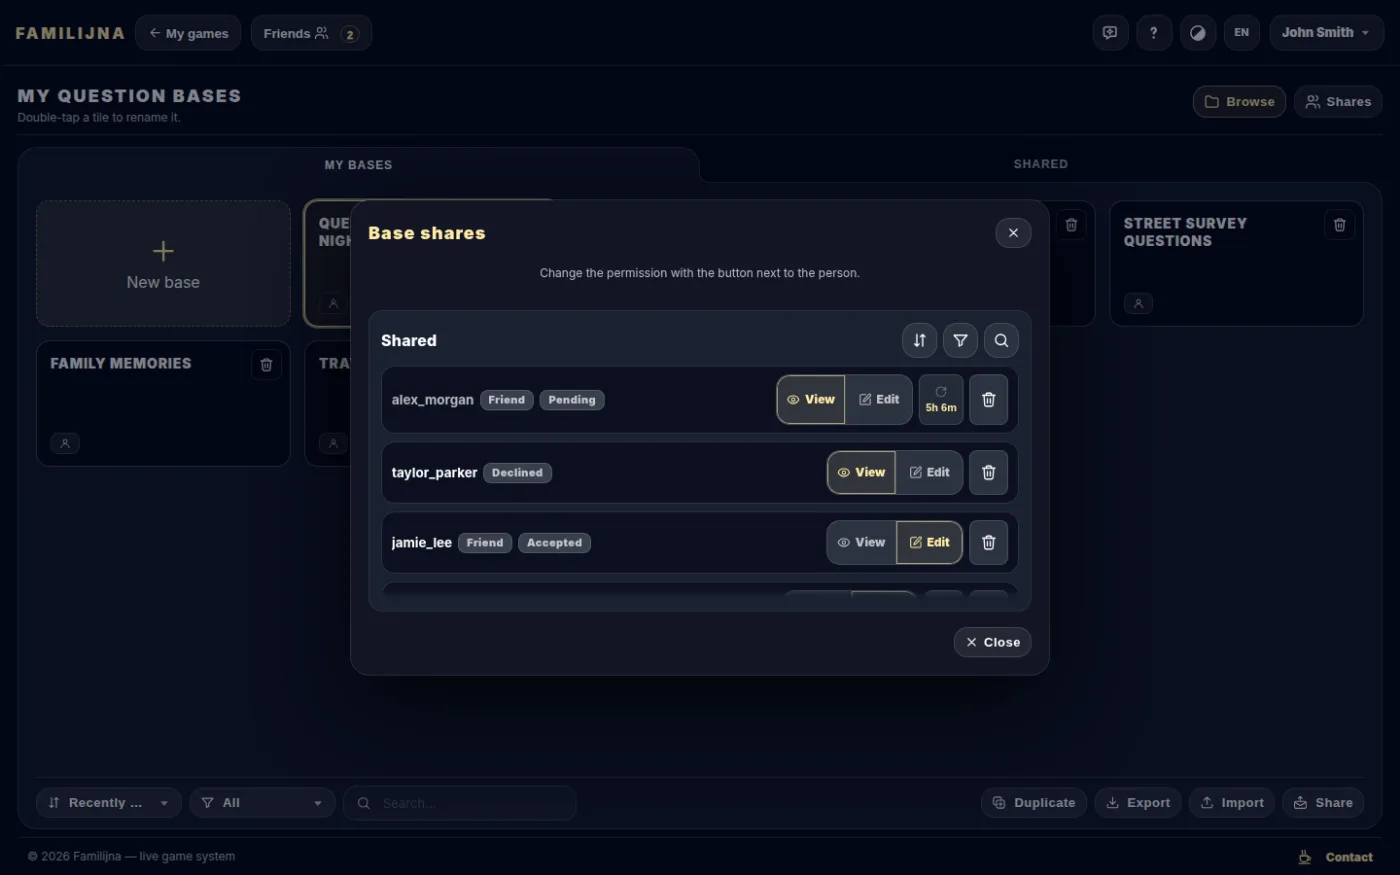 FAMILIJNA
My games
Friends 2
?
EN
John Smith
MY QUESTION BASES
Double-tap a tile to rename it.
Browse
Shares
MY BASES
SHARED
New base
QUE
NIGH
STREET SURVEY
QUESTIONS
FAMILY MEMORIES
TRA
Base shares
Change the permission with the button next to the person.
Shared
alex_morgan Friend Pending View Edit 5h 6m
taylor_parker Declined View Edit
jamie_lee Friend Accepted View Edit
Close
Recently ...
All
Search...
Duplicate
Export
Import
Share
© 2026 Familijna — live game system
Contact